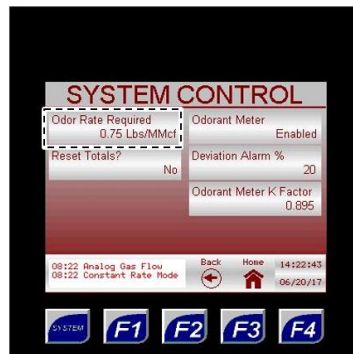 SYSTEM CONTROL
Odor Rate Required
0.75 Lbs/MMcf
Odorant Meter
Enabled
Reset Totals?
No
Deviation Alarm %
20
Odorant Meter K Factor
0.895
08:22 Analog Gas Flow
08:22 Constant Rate Mode
Back
Home
14:22:43
06/20/17
SYSTEM
F1
F2
F3
F4